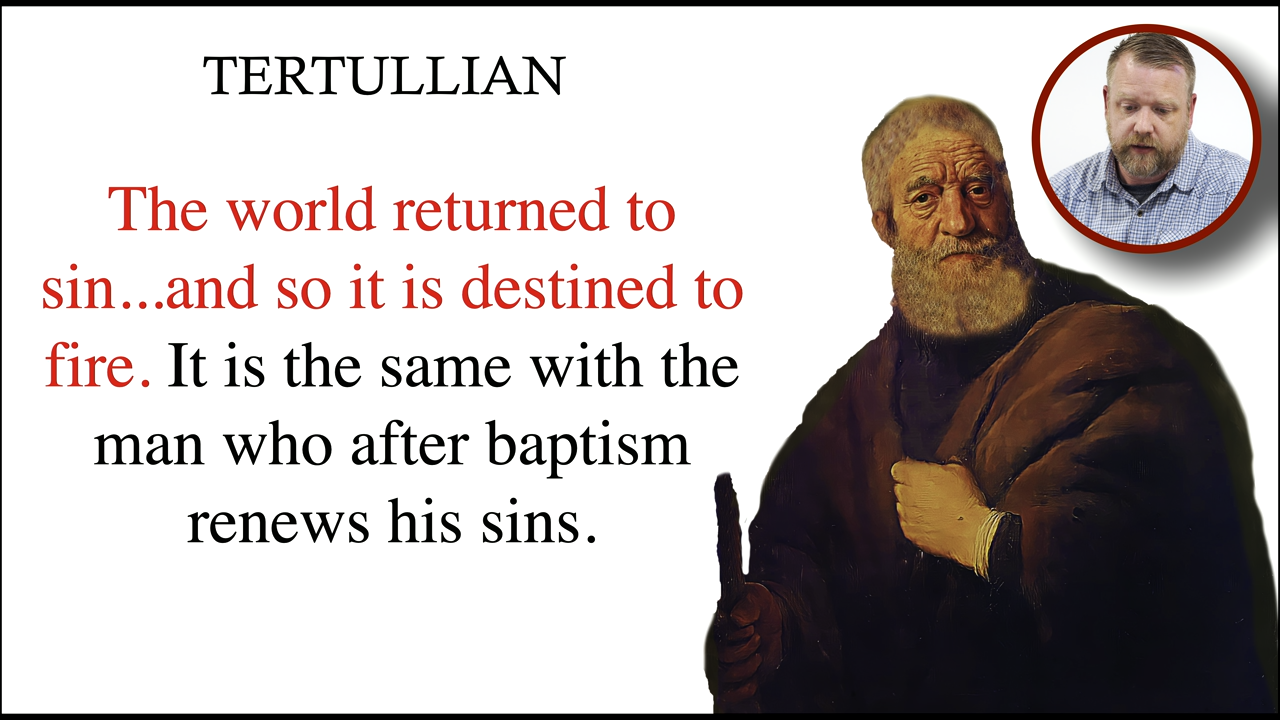 TERTULLIAN
The world returned to
sin...and so it is destined to
fire. It is the same with the
man who after baptism
renews his sins.